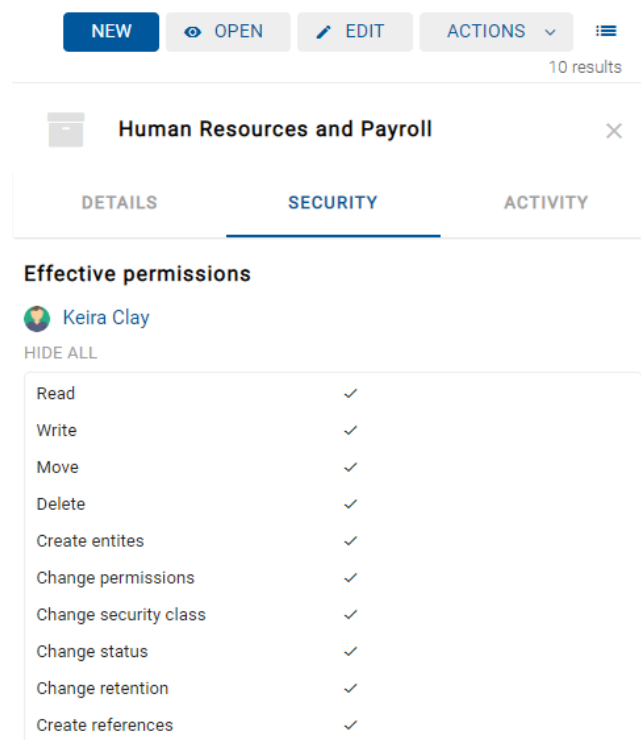 NEW OPEN EDIT ACTIONS
10 results
Human Resources and Payroll
DETAILS SECURITY ACTIVITY
Effective permissions
Keira Clay
HIDE ALL
Read
Write
Move
Delete
Create entites
Change permissions
Change security class
Change status
Change retention
Create references